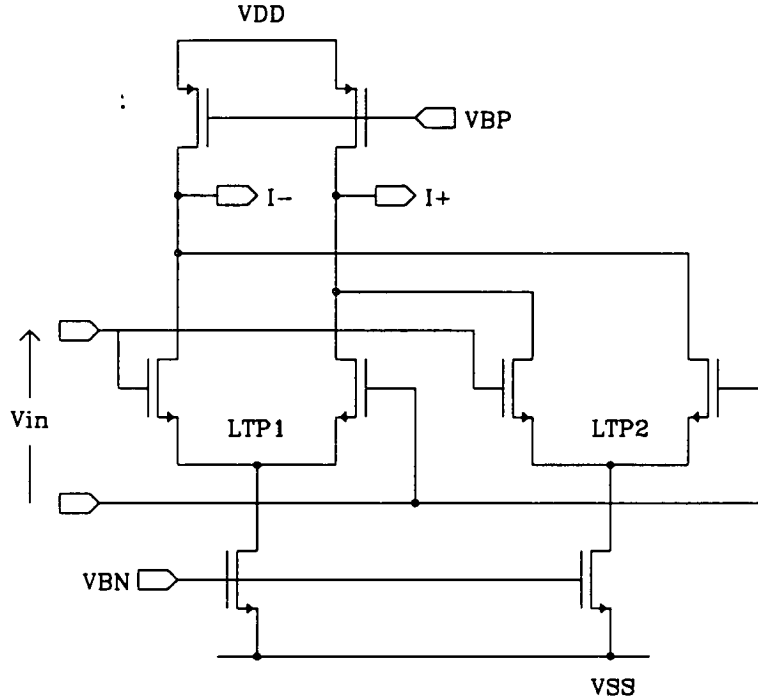 VDD
VBP
I-
I+
Vin
LTP1
LTP2
VBN
VSS